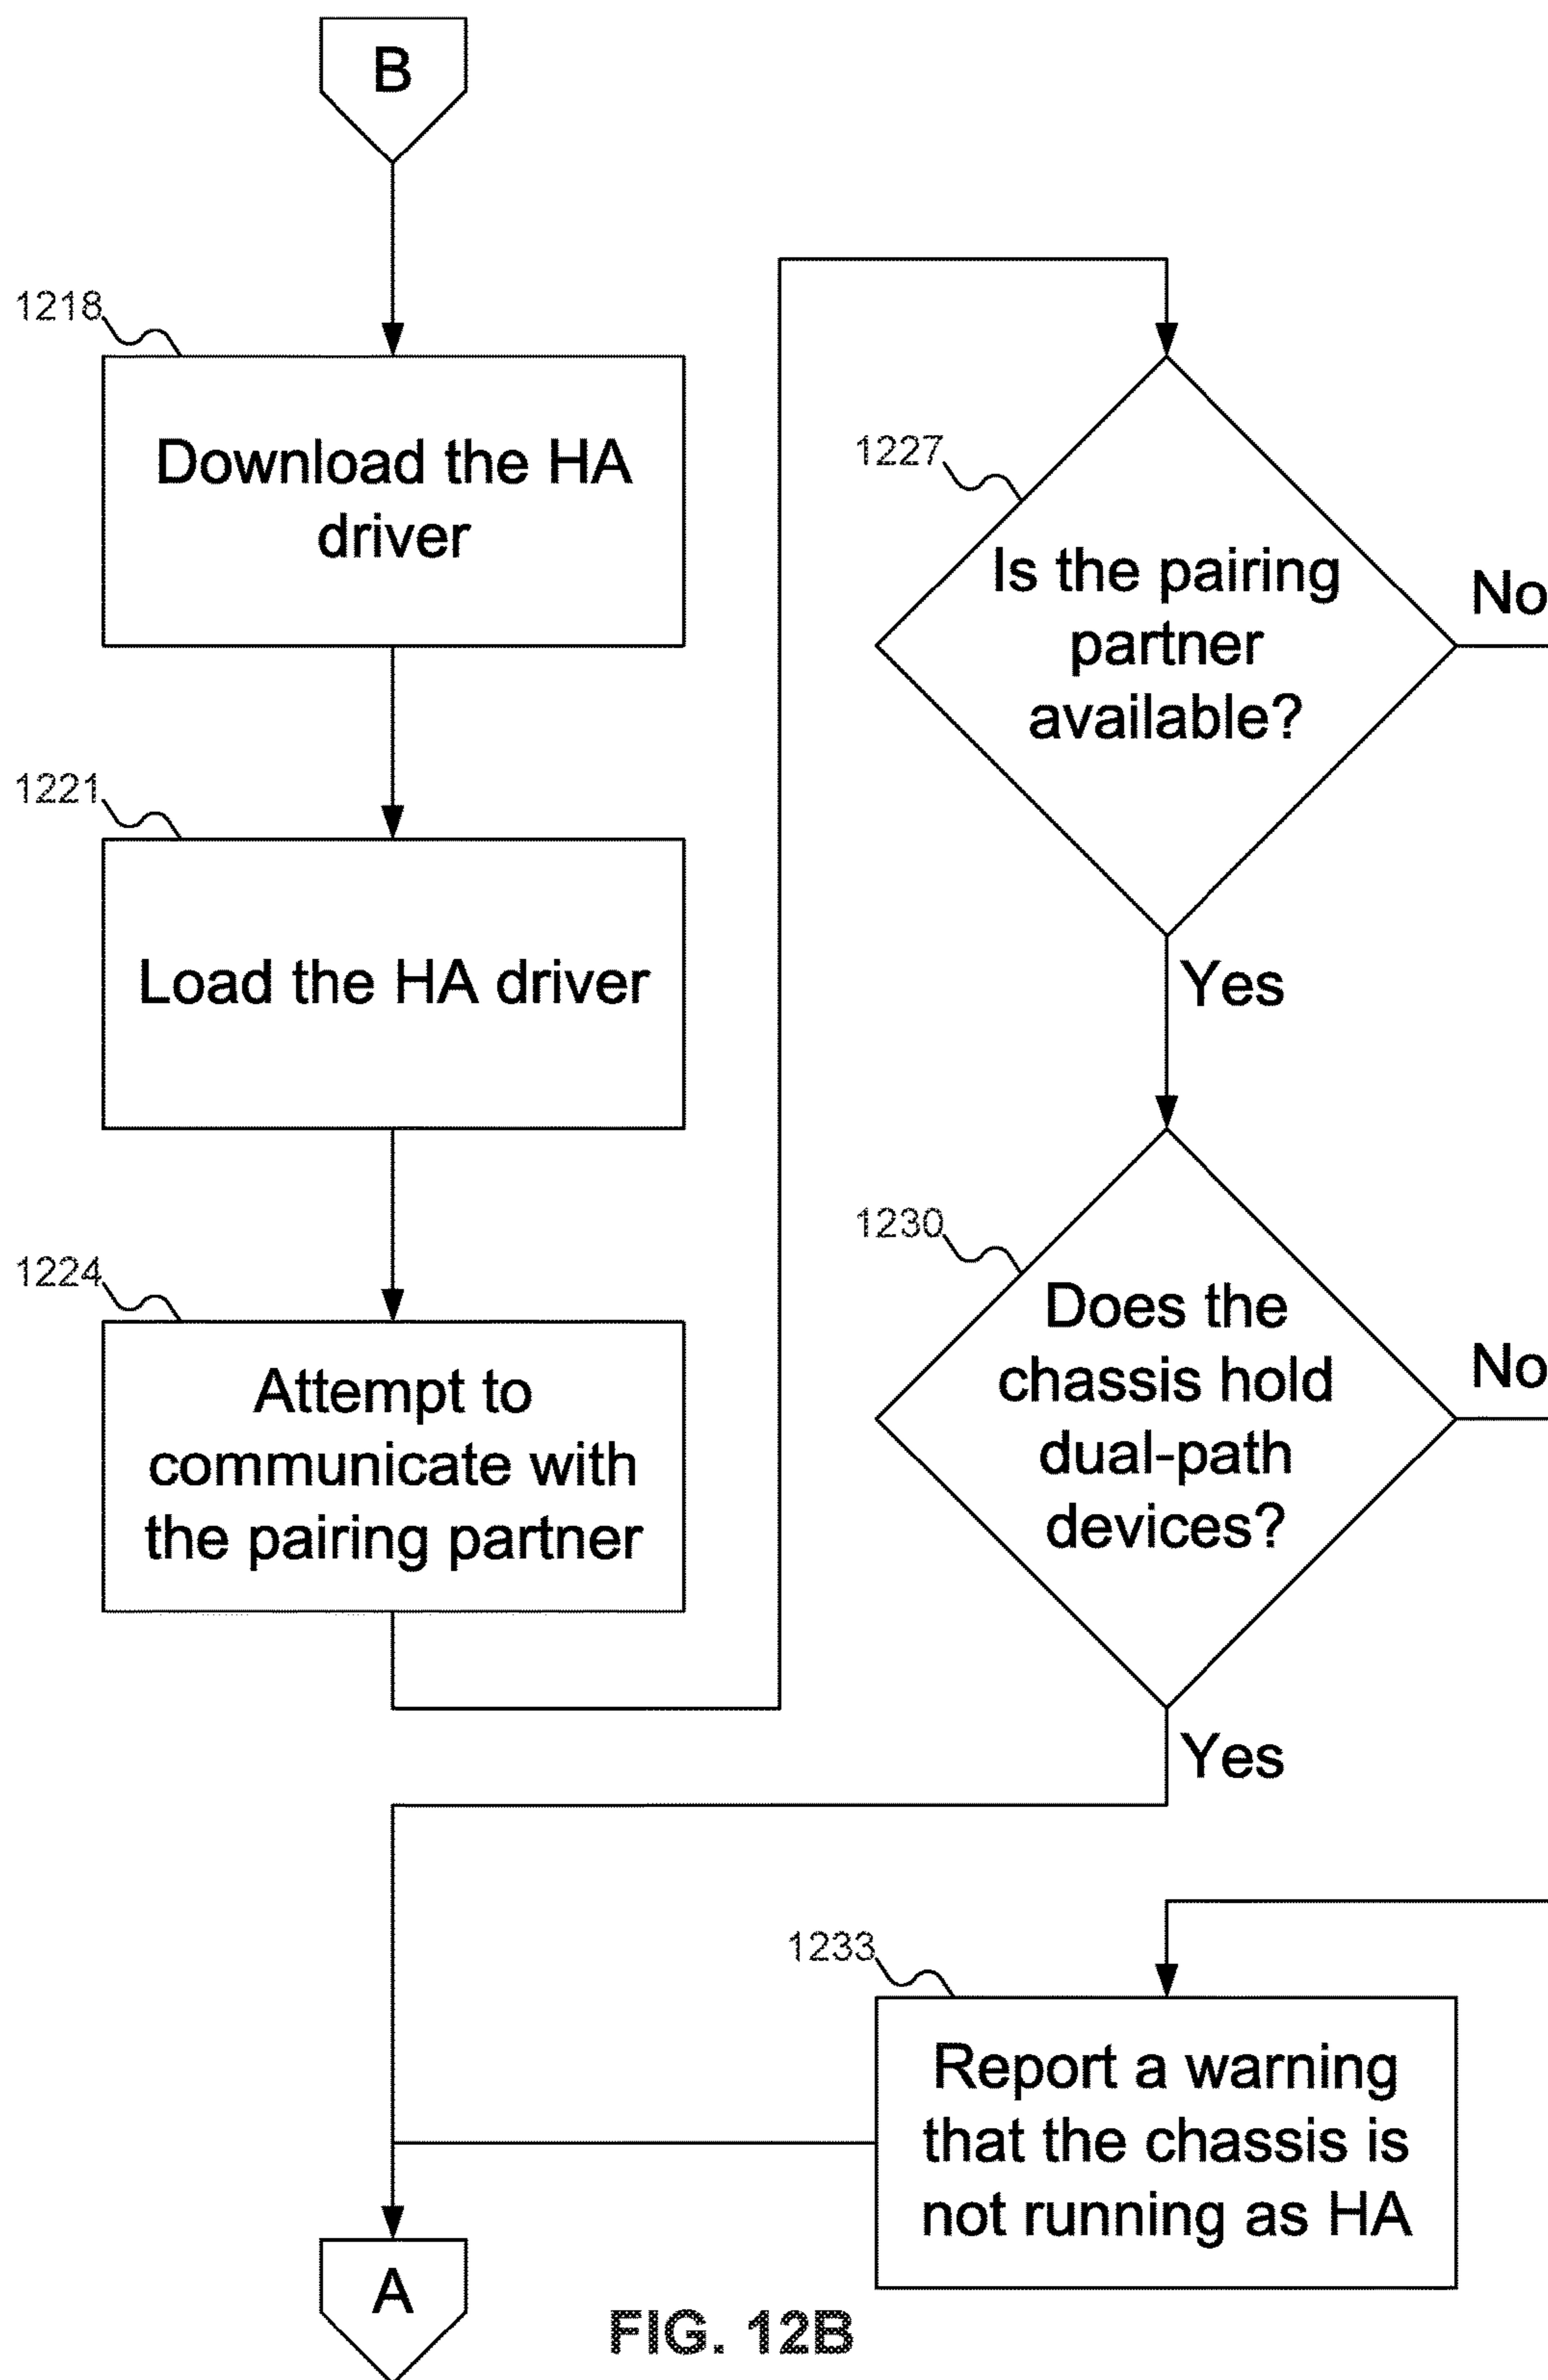 B
1218
Download the HA
driver
1221
Load the HA driver
1224
Attempt to
communicate with
the pairing partner
1227
Is the pairing
partner
available?
No
Yes
1230
Does the
chassis hold
dual-path
devices?
No
Yes
1233
Report a warning
that the chassis is
not running as HA
A
FIG. 12B